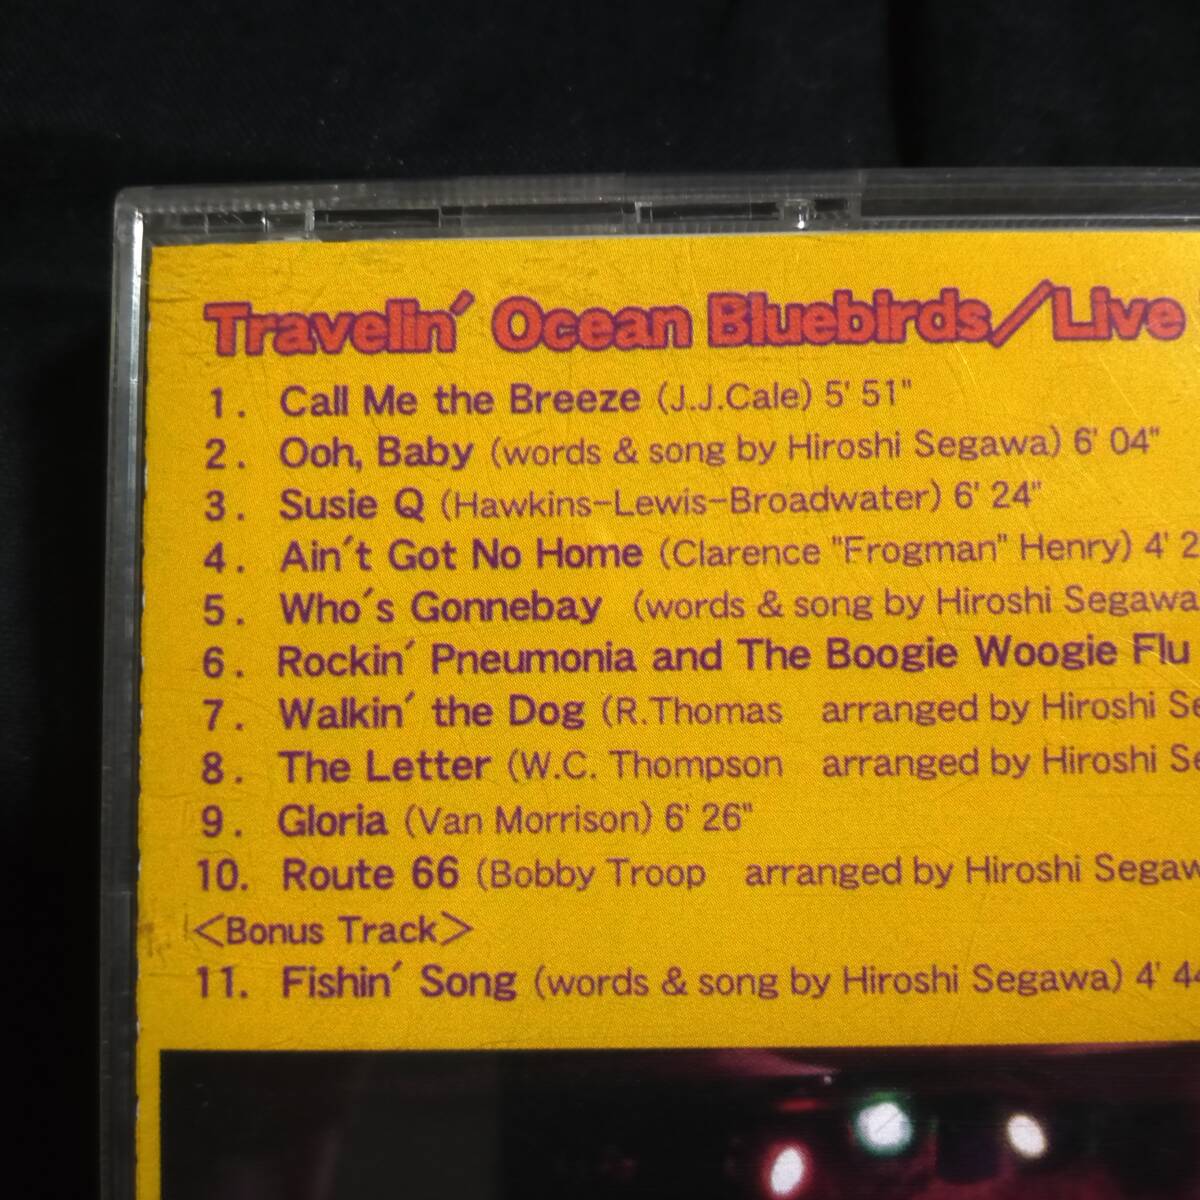 Travelin' Ocean Bluebirds/Live
1. Call Me the Breeze (J.J.Cale) 5' 51"
2. Ooh, Baby (words & song by Hiroshi Segawa) 6' 04"
3. Susie Q (Hawkins-Lewis-Broadwater) 6' 24"
4. Ain't Got No Home (Clarence "Frogman" Henry) 4' 2
5. Who's Gonnebay (words & song by Hiroshi Segawa
6. Rockin' Pneumonia and The Boogie Woogie Flu
7. Walkin' the Dog (R.Thomas arranged by Hiroshi Se
8. The Letter (W.C. Thompson arranged by Hiroshi Se
9. Gloria (Van Morrison) 6' 26"
10. Route 66 (Bobby Troop arranged by Hiroshi Segaw
<Bonus Track>
11. Fishin' Song (words & song by Hiroshi Segawa) 4' 4